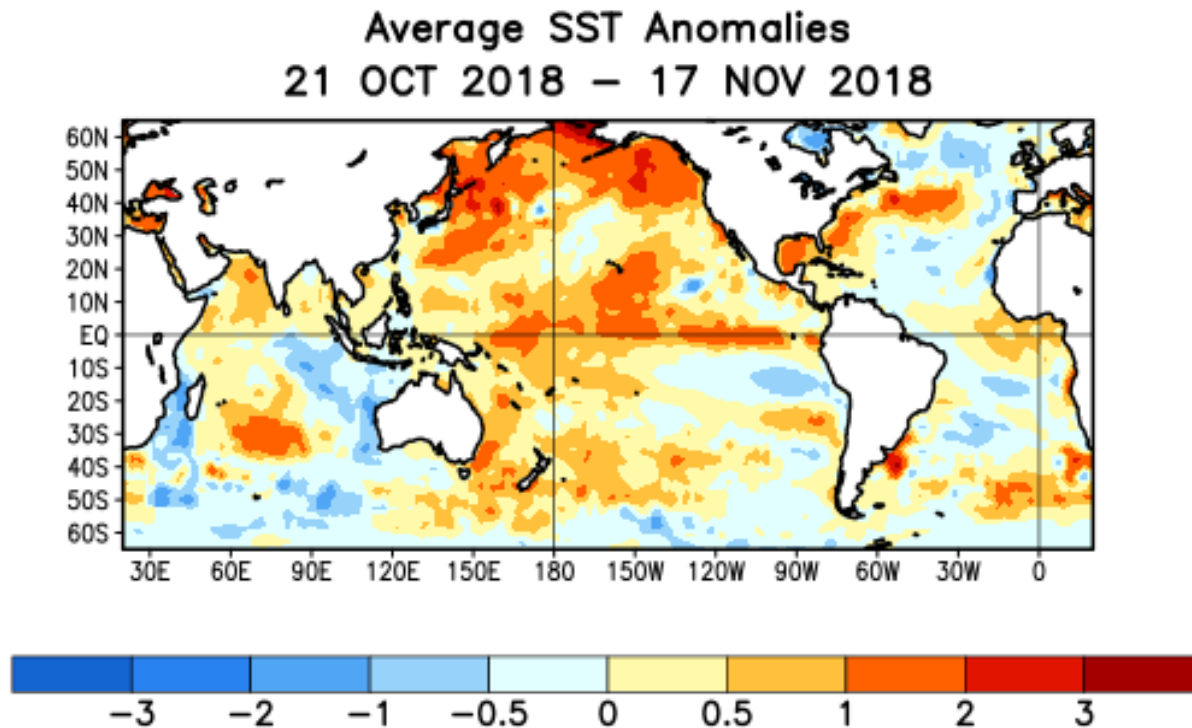 Average SST Anomalies
21 OCT 2018 – 17 NOV 2018
60N
50N
40N
30N
20N
10N
EQ
10S
20S
30S
40S
50S
60S
30E 60E 90E 120E 150E 180 150W 120W 90W 60W 30W 0
-3 -2 -1 -0.5 0 0.5 1 2 3